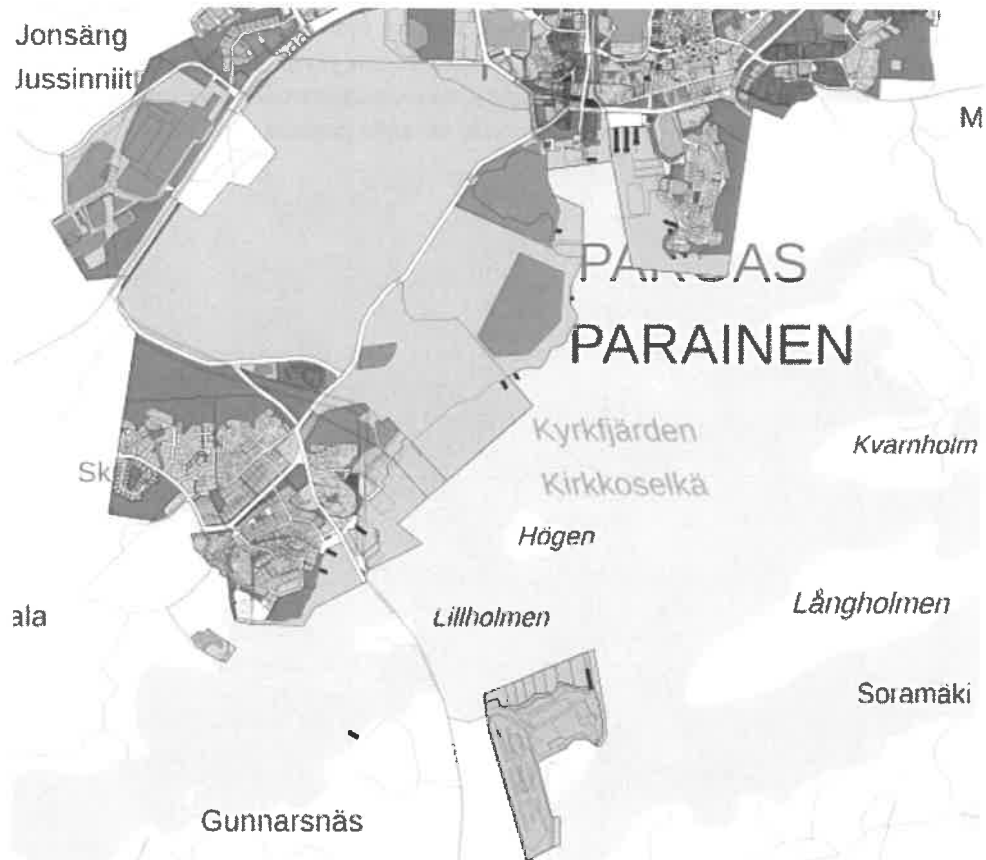 Jonsäng
Jussinniitt
M
PARGAS
PARAINEN
Kyrkfjärden
Kirkkoselkä
Kvarnholm
Sk
Högen
ala
Lillholmen
Långholmen
Soramäki
Gunnarsnäs